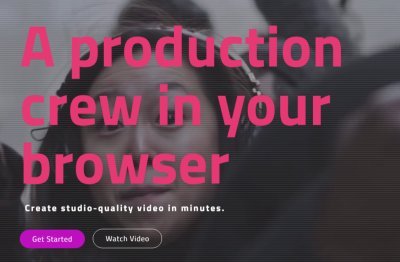 A production
crew in your
browser
Create studio-quality video in minutes.
Get Started
Watch Video